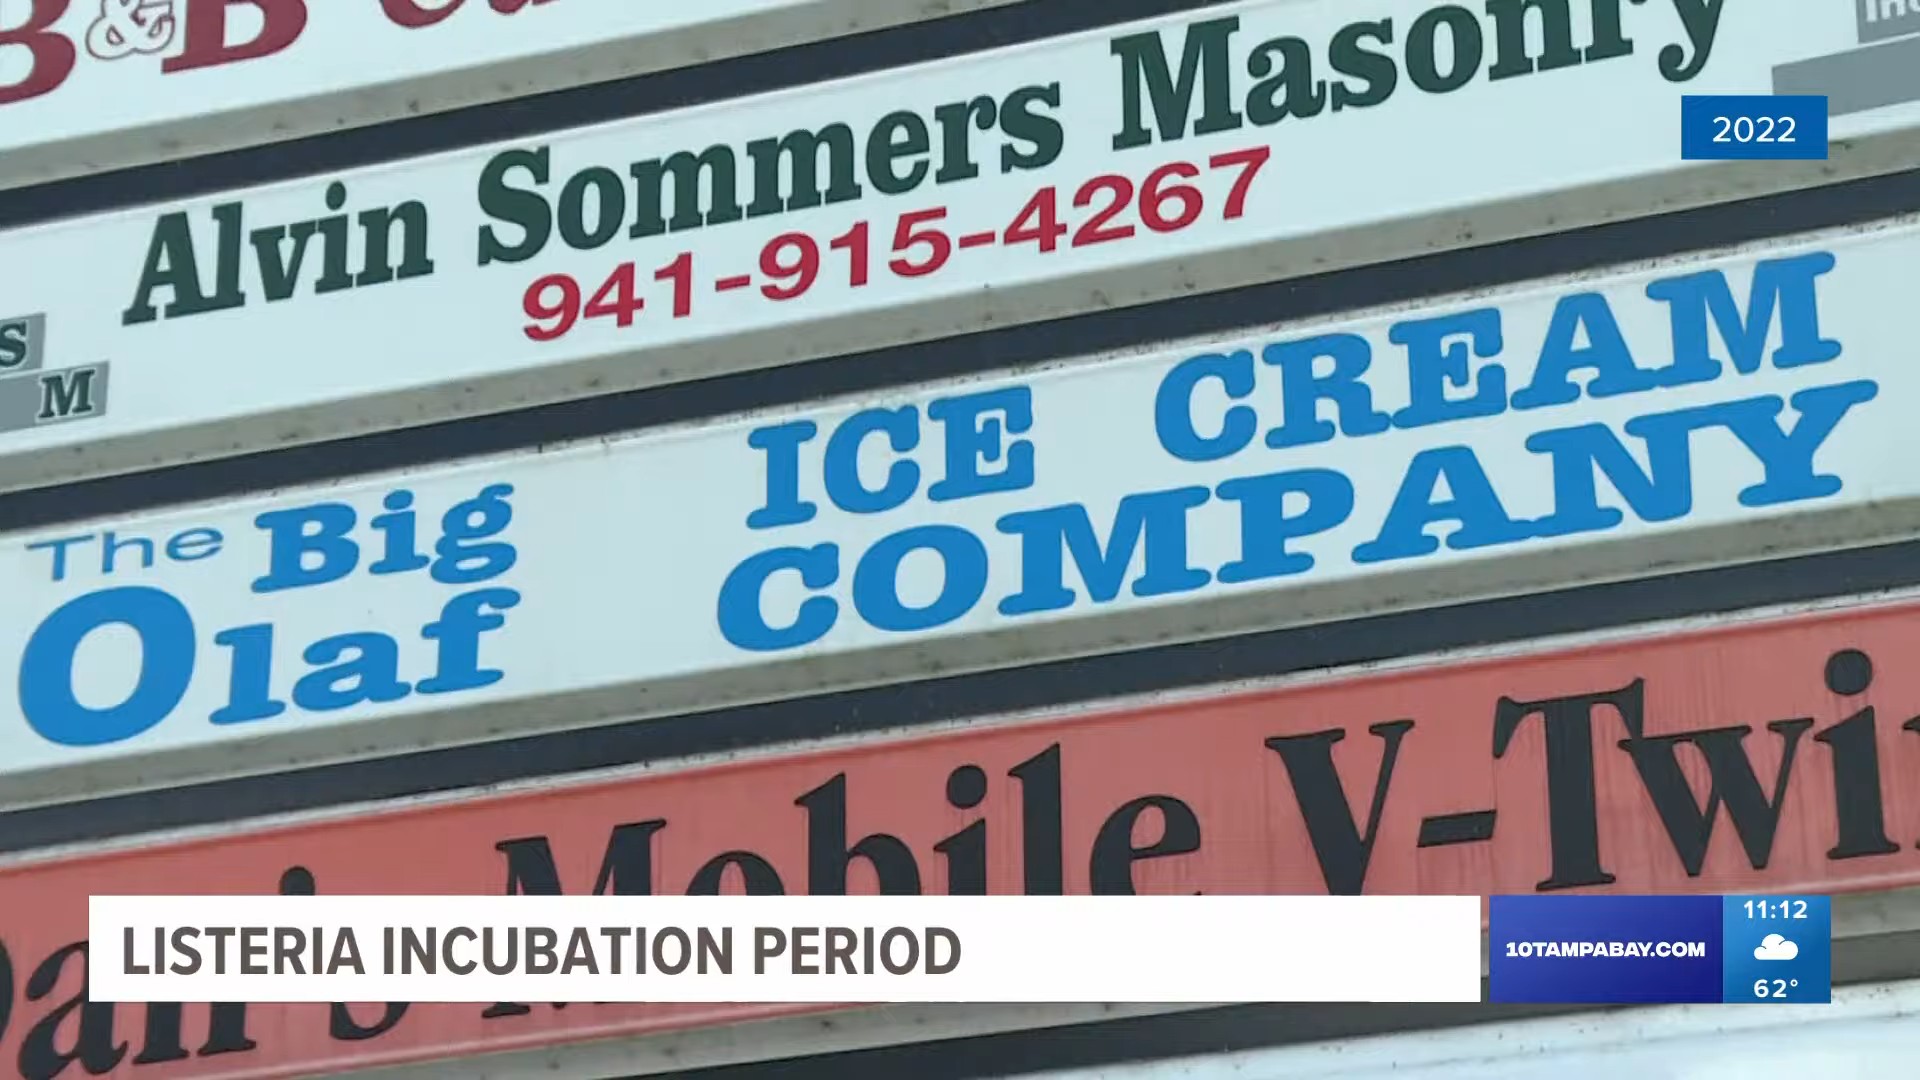 B&B
2022
Alvin Sommers Masonry
941-915-4267
S
M
The Big
Olaf
ICE CREAM
COMPANY
Dan's Mobile V-Twi
LISTERIA INCUBATION PERIOD
10TAMPABAY.COM
11:12
62°